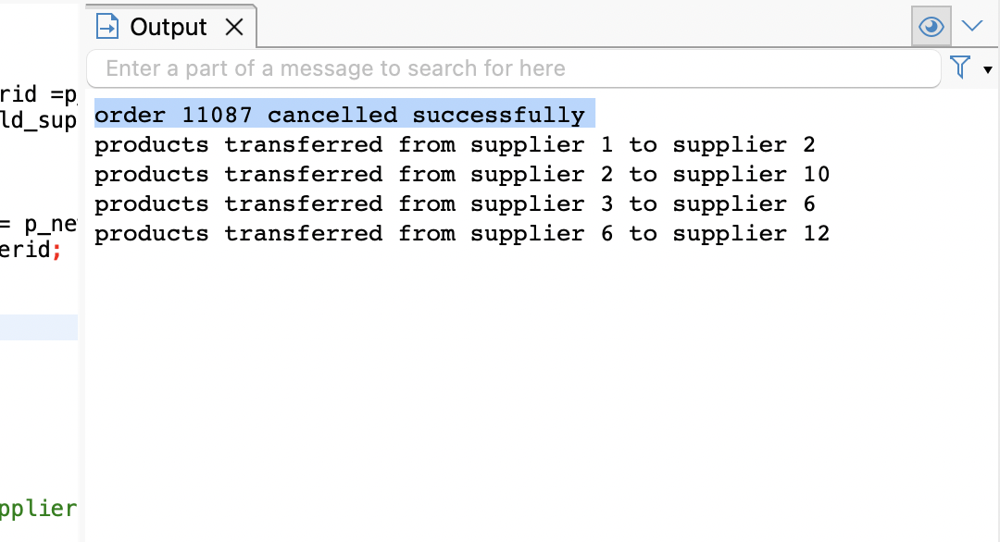 Output
Enter a part of a message to search for here
rid =p
ld_sup
= p_ne
erid;
pplier
order 11087 cancelled successfully
products transferred from supplier 1 to supplier 2
products transferred from supplier 2 to supplier 10
products transferred from supplier 3 to supplier 6
products transferred from supplier 6 to supplier 12